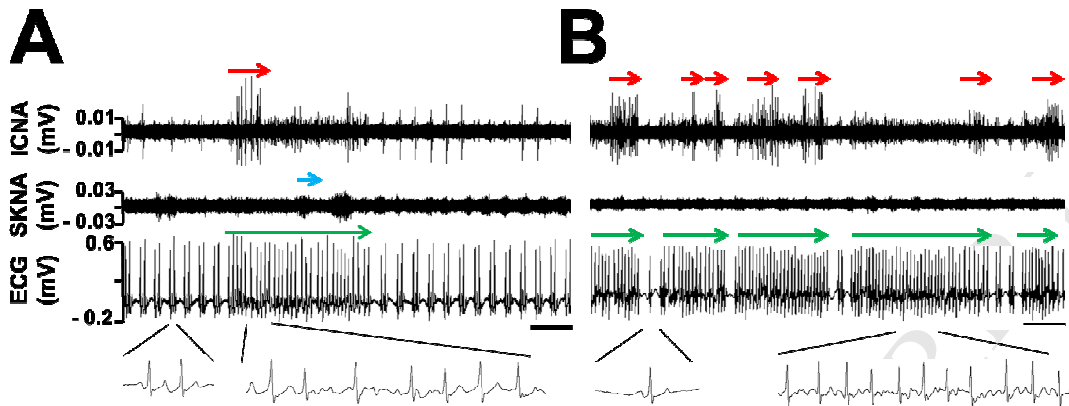 A
B
ICNA
(mV)
0.01
- 0.01
SKNA
(mV)
0.03
- 0.03
ECG
(mV)
0.6
- 0.2